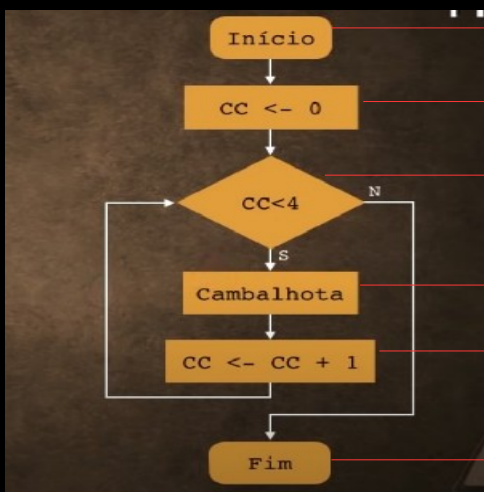 Início
CC <- 0
CC<4
N
S
Cambalhota
CC <- CC + 1
Fim